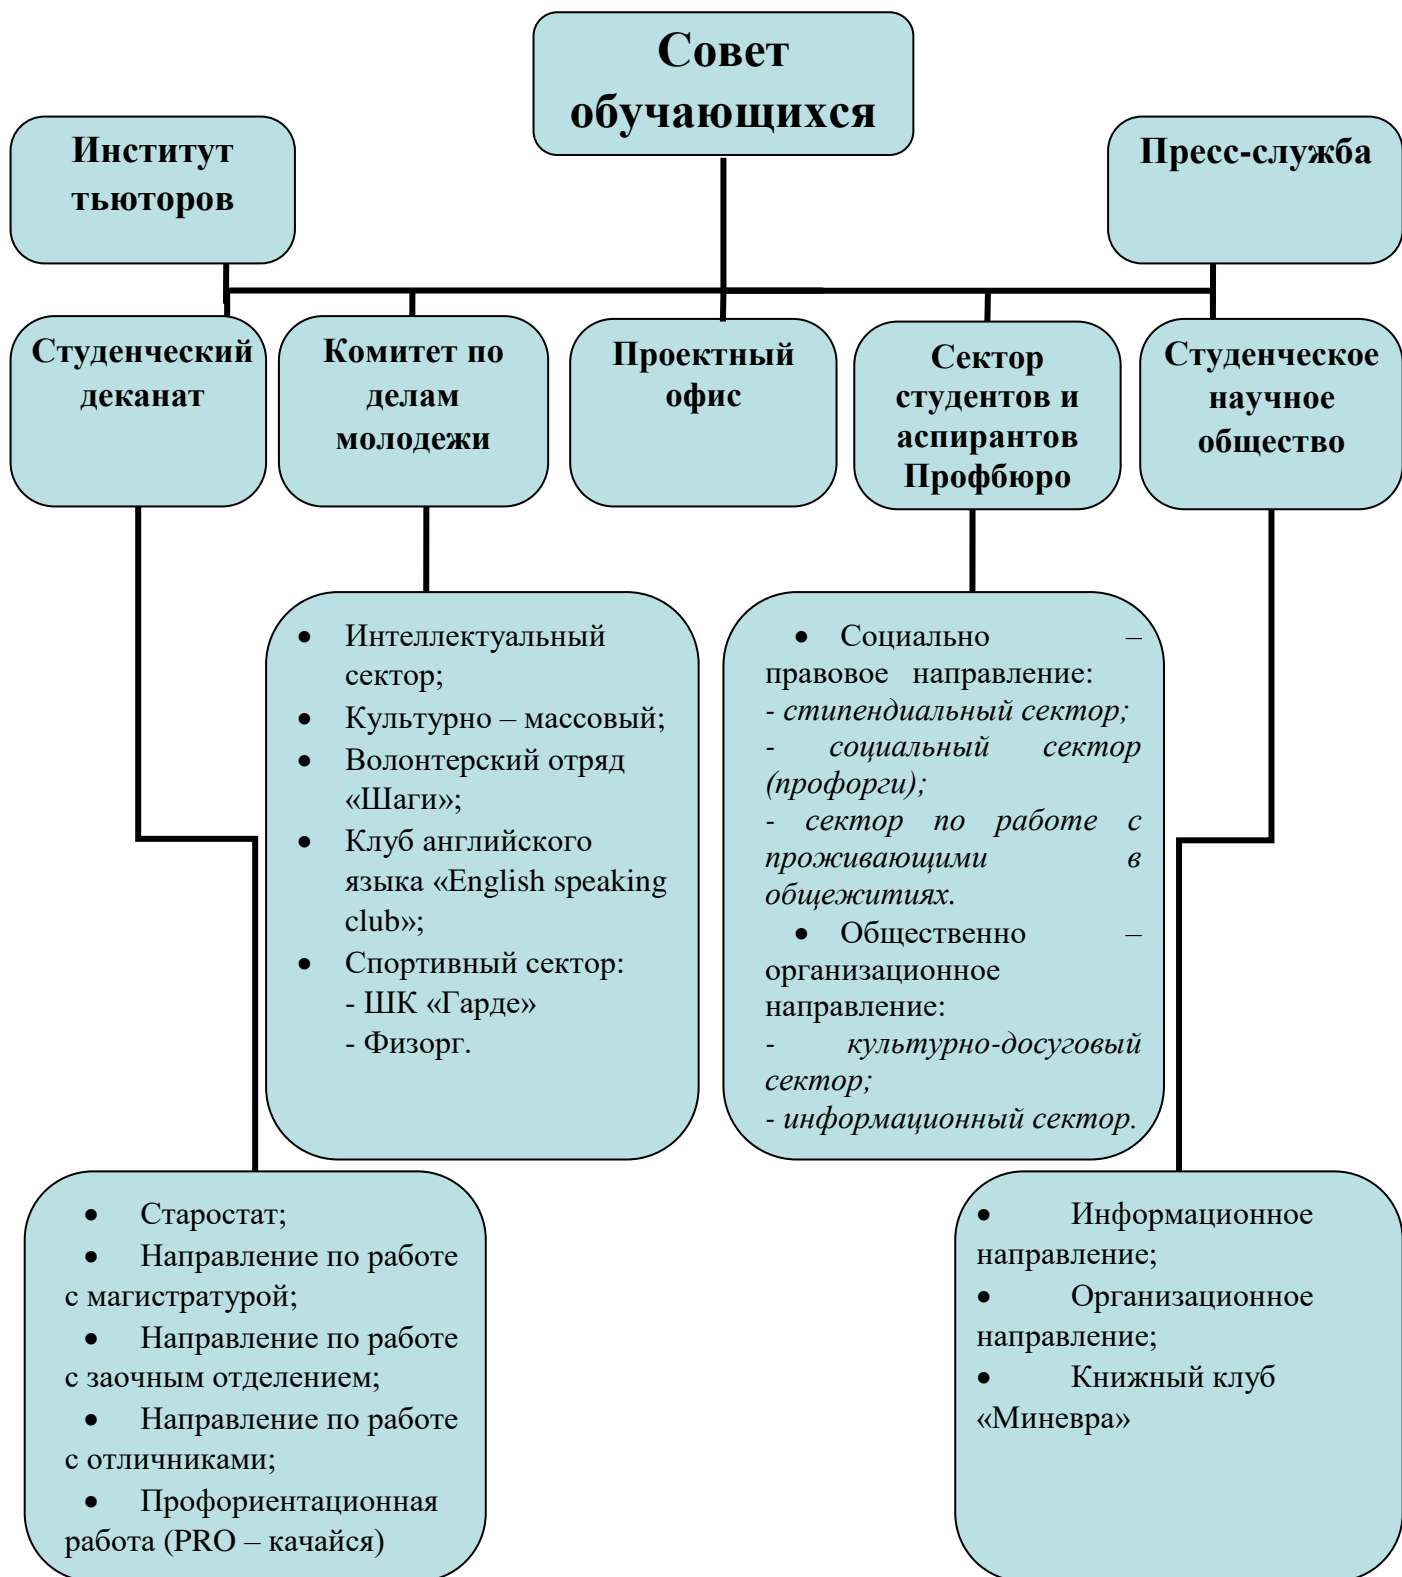 Совет
обучающихся
Институт
тьюторов
Пресс-служба
Студенческий
деканат
Комитет по
делам
молодежи
Проектный
офис
Сектор
студентов и
аспирантов
Профбюро
Студенческое
научное
общество
• Интеллектуальный
сектор;
• Культурно – массовый;
• Волонтерский отряд
«Шаги»;
• Клуб английского
языка «English speaking
club»;
• Спортивный сектор:
- ШК «Гарде»
- Физорг.
• Социально –
правовое направление:
- стипендиальный сектор;
- социальный сектор
(профорги);
- сектор по работе с
проживающими в
общежитиях.
• Общественно –
организационное
направление:
- культурно-досуговый
сектор;
- информационный сектор.
• Старостат;
• Направление по работе
с магистратурой;
• Направление по работе
с заочным отделением;
• Направление по работе
с отличниками;
• Профориентационная
работа (PRO – качайся)
• Информационное
направление;
• Организационное
направление;
• Книжный клуб
«Миневра»